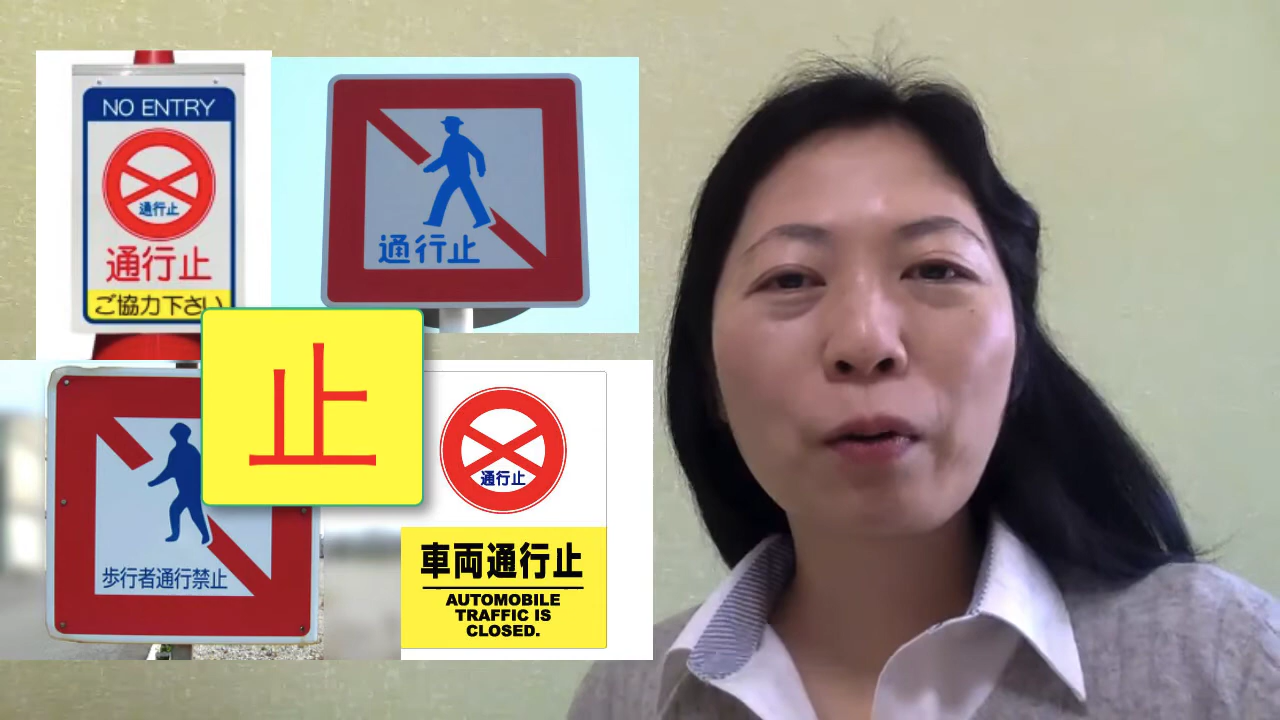 NO ENTRY
通行止
通行止
ご協力下さい
通行止
止
歩行者通行禁止
通行止
車両通行止
AUTOMOBILE
TRAFFIC IS
CLOSED.